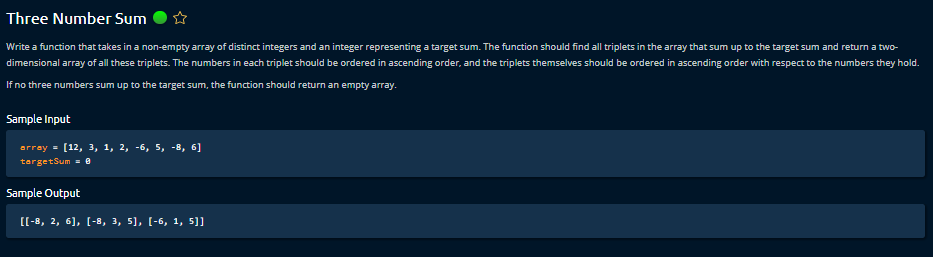 Three Number Sum
Write a function that takes in a non-empty array of distinct integers and an integer representing a target sum. The function should find all triplets in the array that sum up to the target sum and return a two-
dimensional array of all these triplets. The numbers in each triplet should be ordered in ascending order, and the triplets themselves should be ordered in ascending order with respect to the numbers they hold.
If no three numbers sum up to the target sum, the function should return an empty array.
Sample Input
array = [12, 3, 1, 2, -6, 5, -8, 6]
targetSum = 0
Sample Output
[[-8, 2, 6], [-8, 3, 5], [-6, 1, 5]]